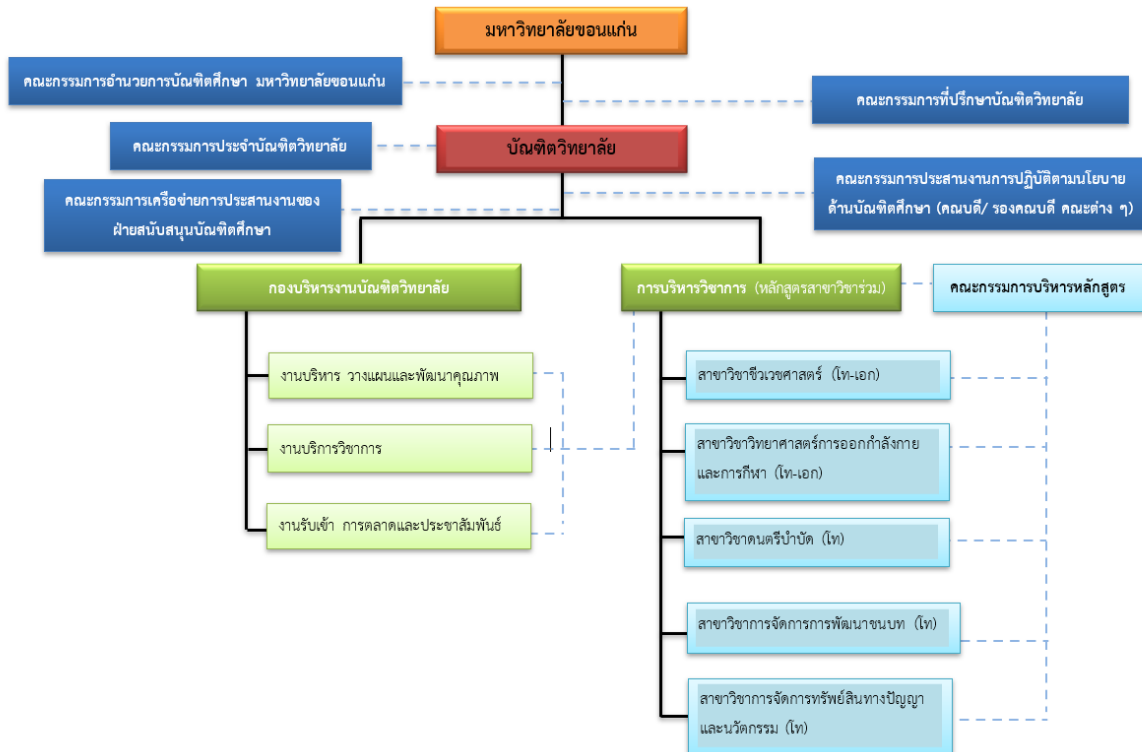 มหาวิทยาลัยขอนแก่น
คณะกรรมการอำนวยการบัณฑิตศึกษา มหาวิทยาลัยขอนแก่น
คณะกรรมการที่ปรึกษาบัณฑิตวิทยาลัย
คณะกรรมการประจำบัณฑิตวิทยาลัย
บัณฑิตวิทยาลัย
คณะกรรมการเครือข่ายการประสานงานของ
ฝ่ายสนับสนุนบัณฑิตศึกษา
คณะกรรมการประสานงานการปฏิบัติตามนโยบาย
ด้านบัณฑิตศึกษา (คณบดี/ รองคณบดี คณะต่าง ๆ)
กองบริหารงานบัณฑิตวิทยาลัย
การบริหารวิชาการ (หลักสูตรสาขาวิชาร่วม)
คณะกรรมการบริหารหลักสูตร
งานบริหาร วางแผนและพัฒนาคุณภาพ
งานบริการวิชาการ
งานรับเข้า การตลาดและประชาสัมพันธ์
สาขาวิชาชีวเวชศาสตร์ (โท-เอก)
สาขาวิชาวิทยาศาสตร์การออกกำลังกาย
และการกีฬา (โท-เอก)
สาขาวิชาดนตรีบำบัด (โท)
สาขาวิชาการจัดการการพัฒนาชนบท (โท)
สาขาวิชาการจัดการทรัพย์สินทางปัญญา
และนวัตกรรม (โท)